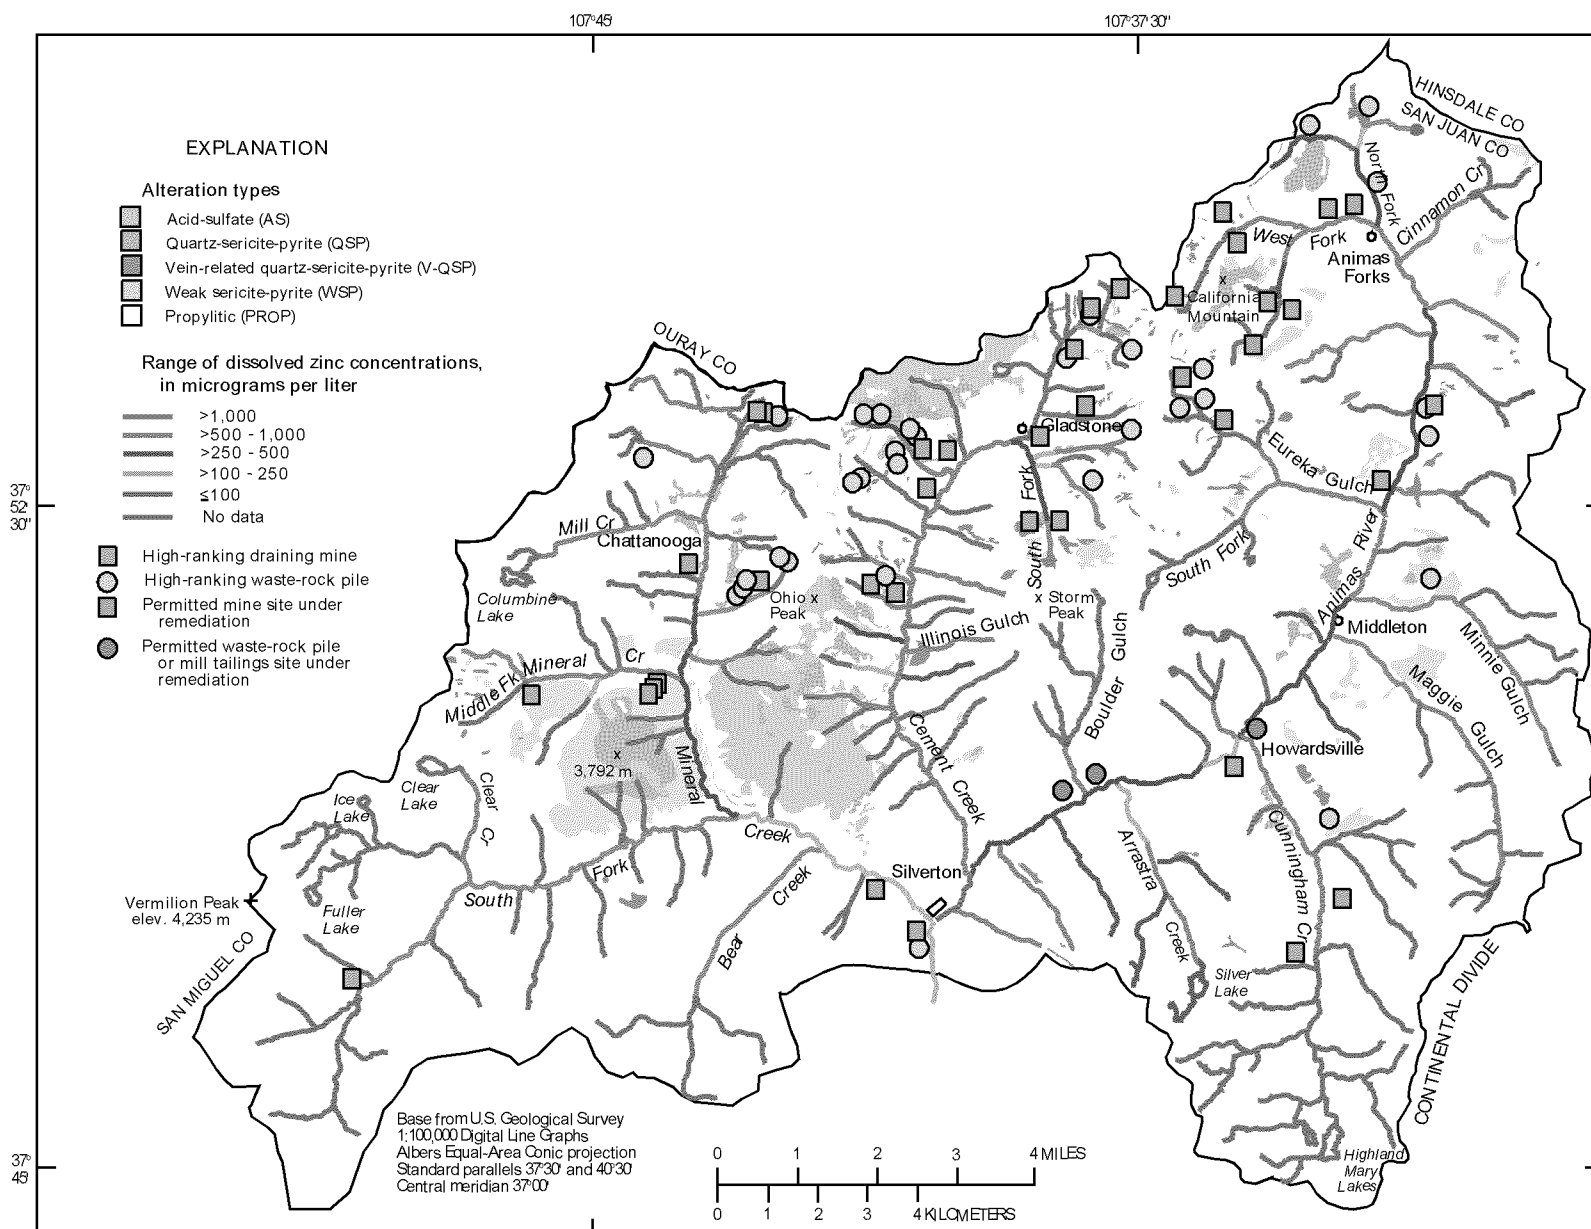 107°45'
107°37'30"
HINSDALE CO
SAN JUAN CO
EXPLANATION
Alteration types
Acid-sulfate (AS)
Quartz-sericite-pyrite (QSP)
Vein-related quartz-sericite-pyrite (V-QSP)
Weak sericite-pyrite (WSP)
Propylitic (PROP)
Range of dissolved zinc concentrations,
in micrograms per liter
>1,000
>500 - 1,000
>250 - 500
>100 - 250
≤100
No data
High-ranking draining mine
High-ranking waste-rock pile
Permitted mine site under
remediation
Permitted waste-rock pile
or mill tailings site under
remediation
North Fork
Cinnamon Cr
West Fork
Animas
Forks
California
Mountain
OURAY CO
Gladstone
Eureka Gulch
37°
52'
30"
Mill Cr
Chattanooga
South Fork
South Fork
Animas River
Columbine
Lake
Ohio
Peak x
x Storm
Peak
Illinois Gulch
Boulder Gulch
Middleton
Minnie Gulch
Maggie Gulch
Middle Fk Mineral Cr
x
3,792 m
Mineral
Creek
Cement Creek
Howardsville
Clear
Lake
Clear Cr
Ice
Lake
Arrastra Creek
Cunningham Cr
Silverton
Vermilion Peak
elev. 4,235 m
Fuller
Lake
South Fork
Bear Creek
Silver
Lake
SAN MIGUEL CO
CONTINENTAL DIVIDE
Highland
Mary
Lakes
Base from U.S. Geological Survey
1:100,000 Digital Line Graphs
Albers Equal-Area Conic projection
Standard parallels 37°30' and 40°30'
Central meridian 37°00'
0 1 2 3 4 MILES
0 1 2 3 4 KILOMETERS
37°
45'